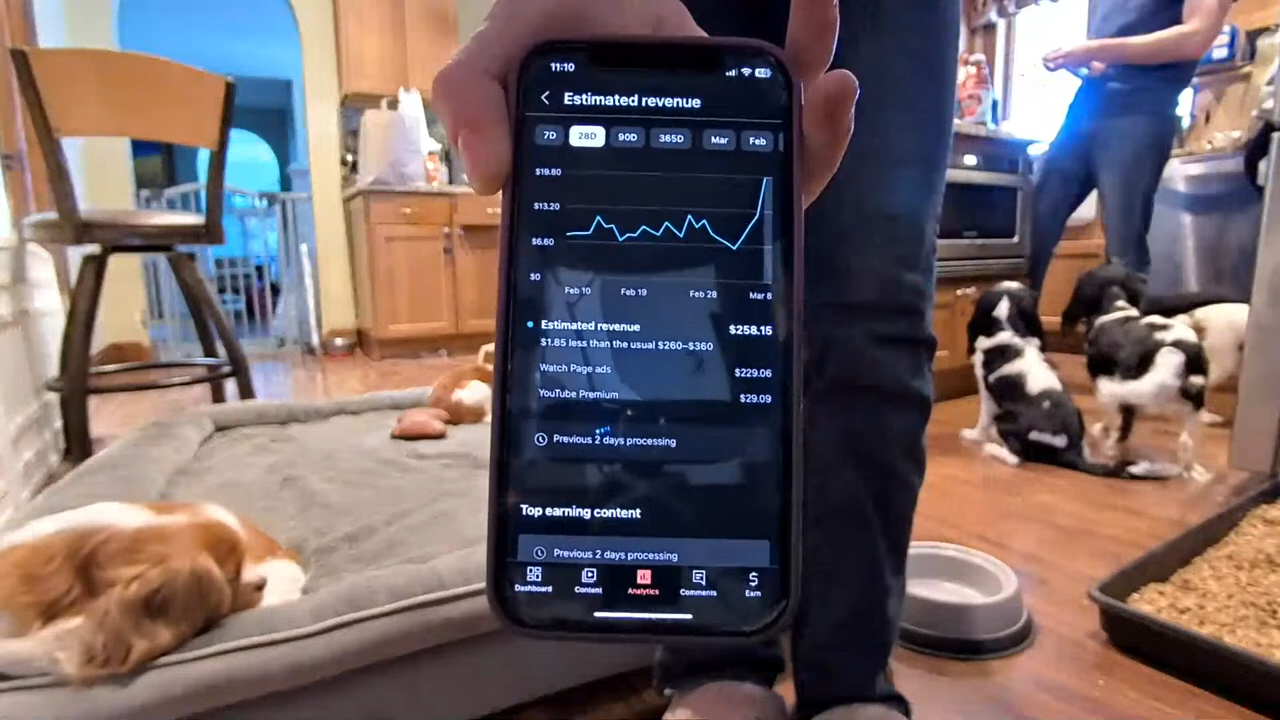 11:10
Estimated revenue
7D 28D 90D 365D Mar Feb
$19.80
$13.20
$6.60
$0
Feb 10 Feb 19 Feb 28 Mar 8
Estimated revenue $258.15
$1.85 less than the usual $260–$360
Watch Page ads $229.06
YouTube Premium $29.09
Previous 2 days processing
Top earning content
Previous 2 days processing
Dashboard Content Analytics Comments Earn